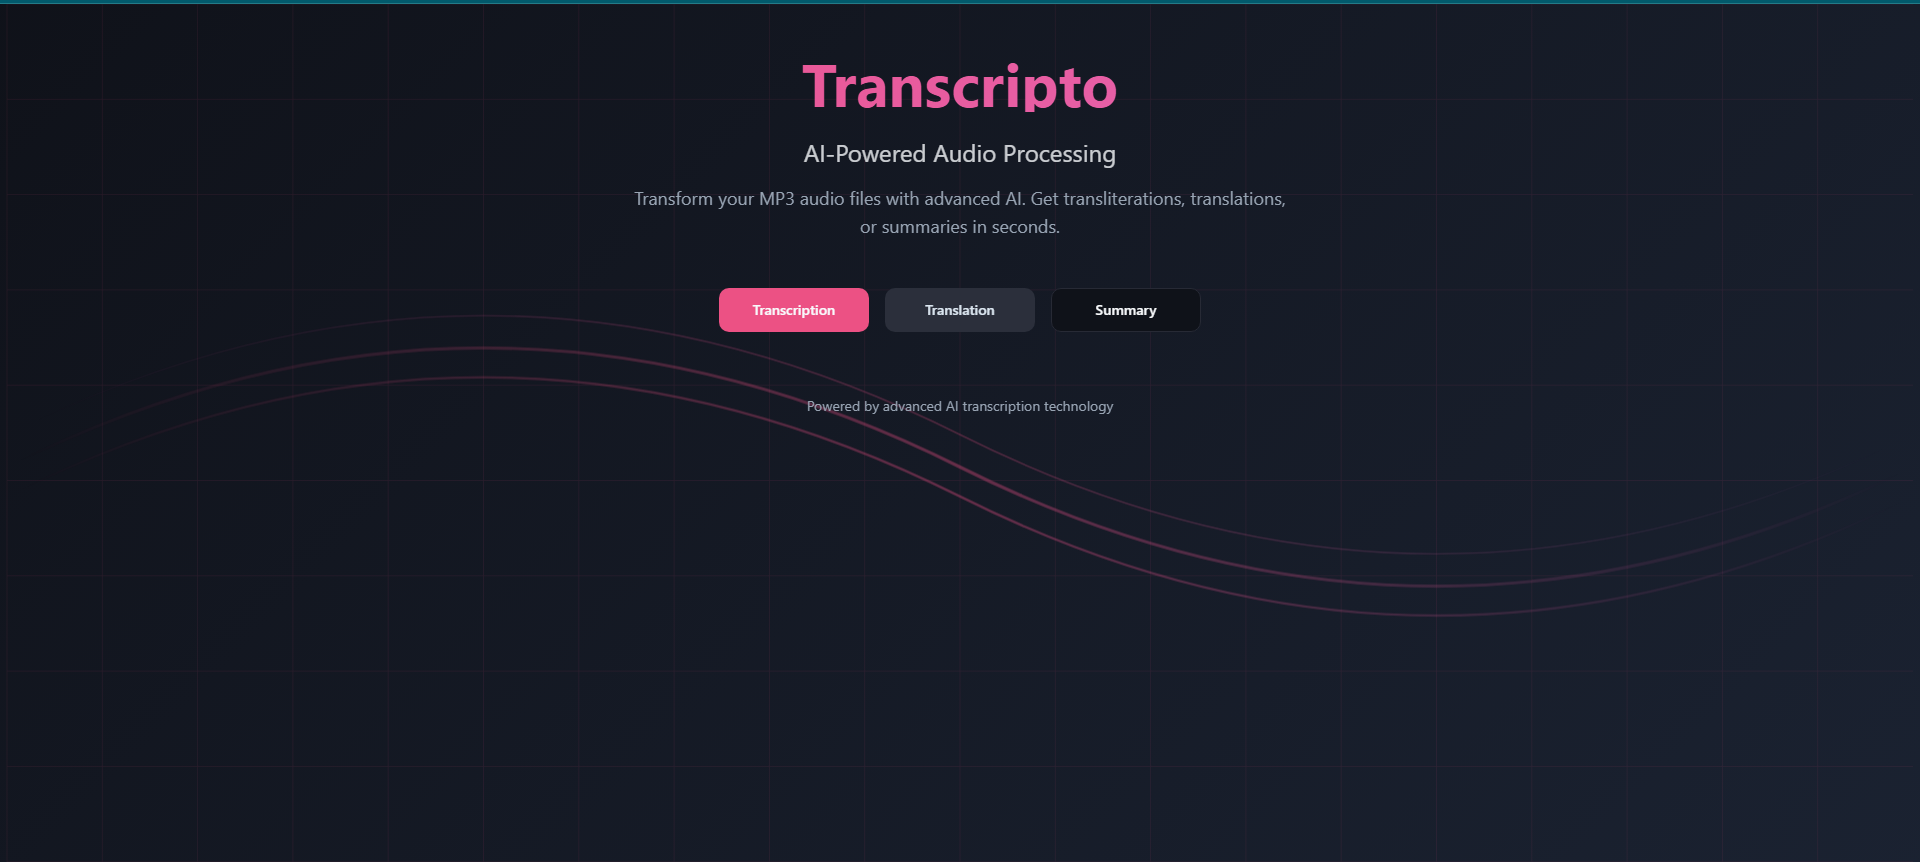 Transcripto
AI-Powered Audio Processing
Transform your MP3 audio files with advanced AI. Get transliterations, translations,
or summaries in seconds.
Transcription
Translation
Summary
Powered by advanced AI transcription technology